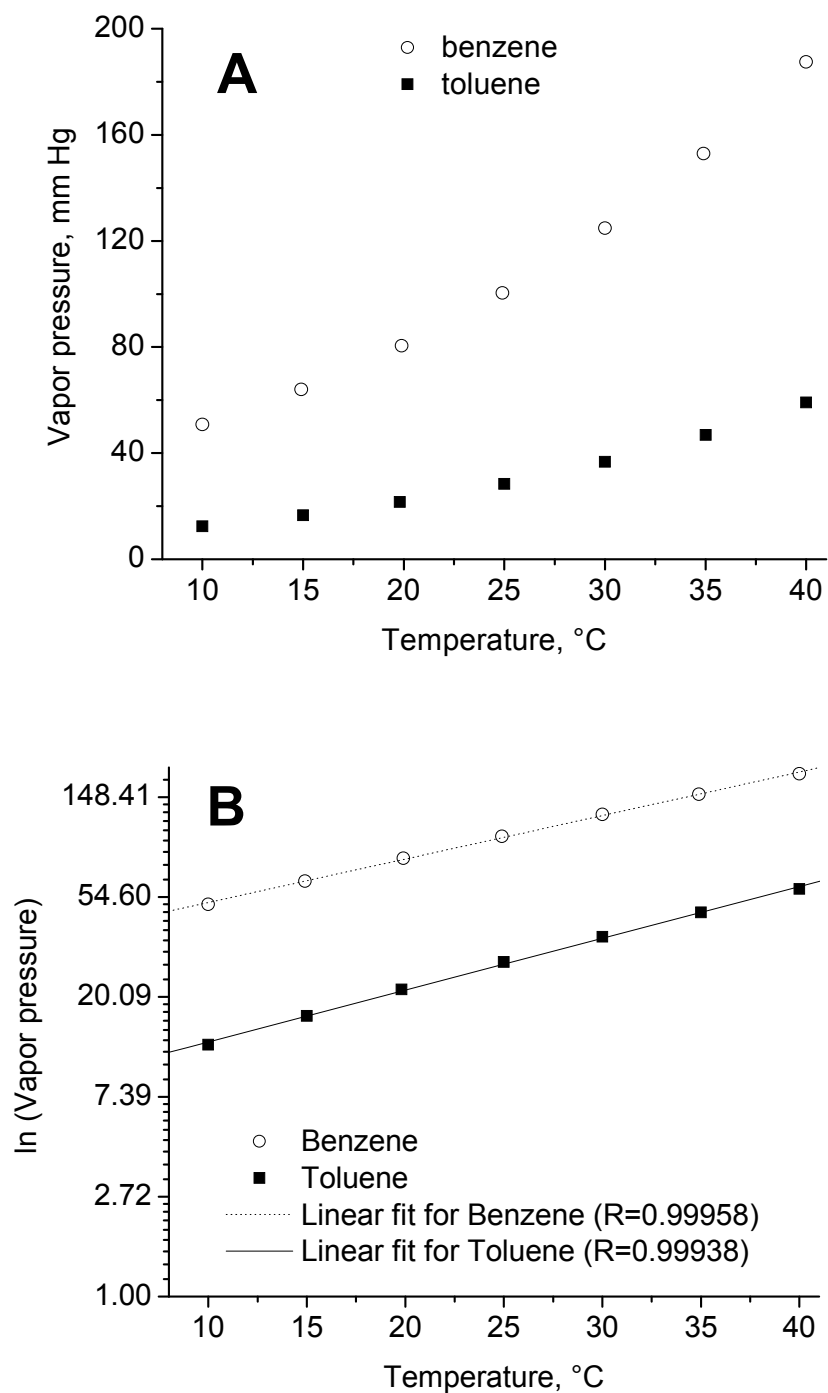 A
benzene
toluene
200
160
120
80
40
0
Vapor pressure, mm Hg
10 15 20 25 30 35 40
Temperature, °C
B
148.41
54.60
20.09
7.39
2.72
1.00
ln (Vapor pressure)
Benzene
Toluene
Linear fit for Benzene (R=0.99958)
Linear fit for Toluene (R=0.99938)
10 15 20 25 30 35 40
Temperature, °C